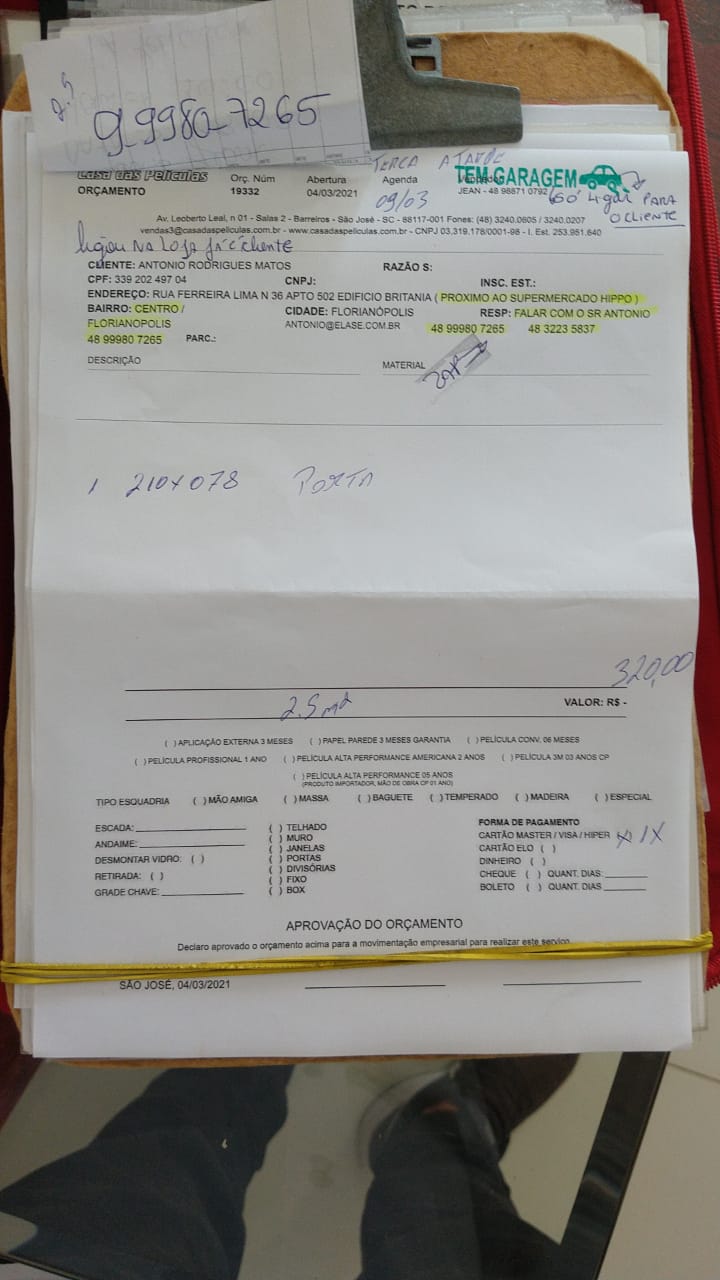 9-9980-7265
TERCA A TARDE
Casa das Películas
ORÇAMENTO
Orç. Núm
19332
Abertura
04/03/2021
Agenda
09/03
TEM GARAGEM
JEAN - 48 98871 0792
só ligar PARA
O CLIENTE
Av. Leoberto Leal, n 01 - Salas 2 - Barreiros - São José - SC - 88117-001 Fones: (48) 3240.0605 / 3240.0207
vendas3@casadaspeliculas.com.br - www.casadaspeliculas.com.br - CNPJ 03.319.178/0001-98 - I. Est. 253.951.640
ligou NA LOJA já é cliente
CLIENTE: ANTONIO RODRIGUES MATOS RAZÃO S:
CPF: 339 202 497 04 CNPJ: INSC. EST.:
ENDEREÇO: RUA FERREIRA LIMA N 36 APTO 502 EDIFICIO BRITANIA ( PROXIMO AO SUPERMERCADO HIPPO )
BAIRRO: CENTRO / CIDADE: FLORIANÓPOLIS RESP: FALAR COM O SR ANTONIO
FLORIANOPOLIS ANTONIO@ELASE.COM.BR 48 99980 7265 48 3223 5837
48 99980 7265 PARC.:
DESCRIÇÃO MATERIAL
1 210X078 PORTA
320,00
2.5 m²
VALOR: R$ -
( ) APLICAÇÃO EXTERNA 3 MESES ( ) PAPEL PAREDE 3 MESES GARANTIA ( ) PELÍCULA CONV. 06 MESES
( ) PELÍCULA PROFISSIONAL 1 ANO ( ) PELÍCULA ALTA PERFORMANCE AMERICANA 2 ANOS ( ) PELÍCULA 3M 03 ANOS CP
( ) PELÍCULA ALTA PERFORMANCE 05 ANOS
(PRODUTO IMPORTADOR, MÃO DE OBRA CP 01 ANO)
TIPO ESQUADRIA ( ) MÃO AMIGA ( ) MASSA ( ) BAGUETE ( ) TEMPERADO ( ) MADEIRA ( ) ESPECIAL
ESCADA:
ANDAIME:
DESMONTAR VIDRO: ( )
RETIRADA: ( )
GRADE CHAVE:
( ) TELHADO
( ) MURO
( ) JANELAS
( ) PORTAS
( ) DIVISÓRIAS
( ) FIXO
( ) BOX
FORMA DE PAGAMENTO
CARTÃO MASTER / VISA / HIPER X 1X
CARTÃO ELO ( )
DINHEIRO ( )
CHEQUE ( ) QUANT. DIAS:
BOLETO ( ) QUANT. DIAS
APROVAÇÃO DO ORÇAMENTO
Declaro aprovado o orçamento acima para a movimentação empresarial para realizar este serviço.
SÃO JOSÉ, 04/03/2021